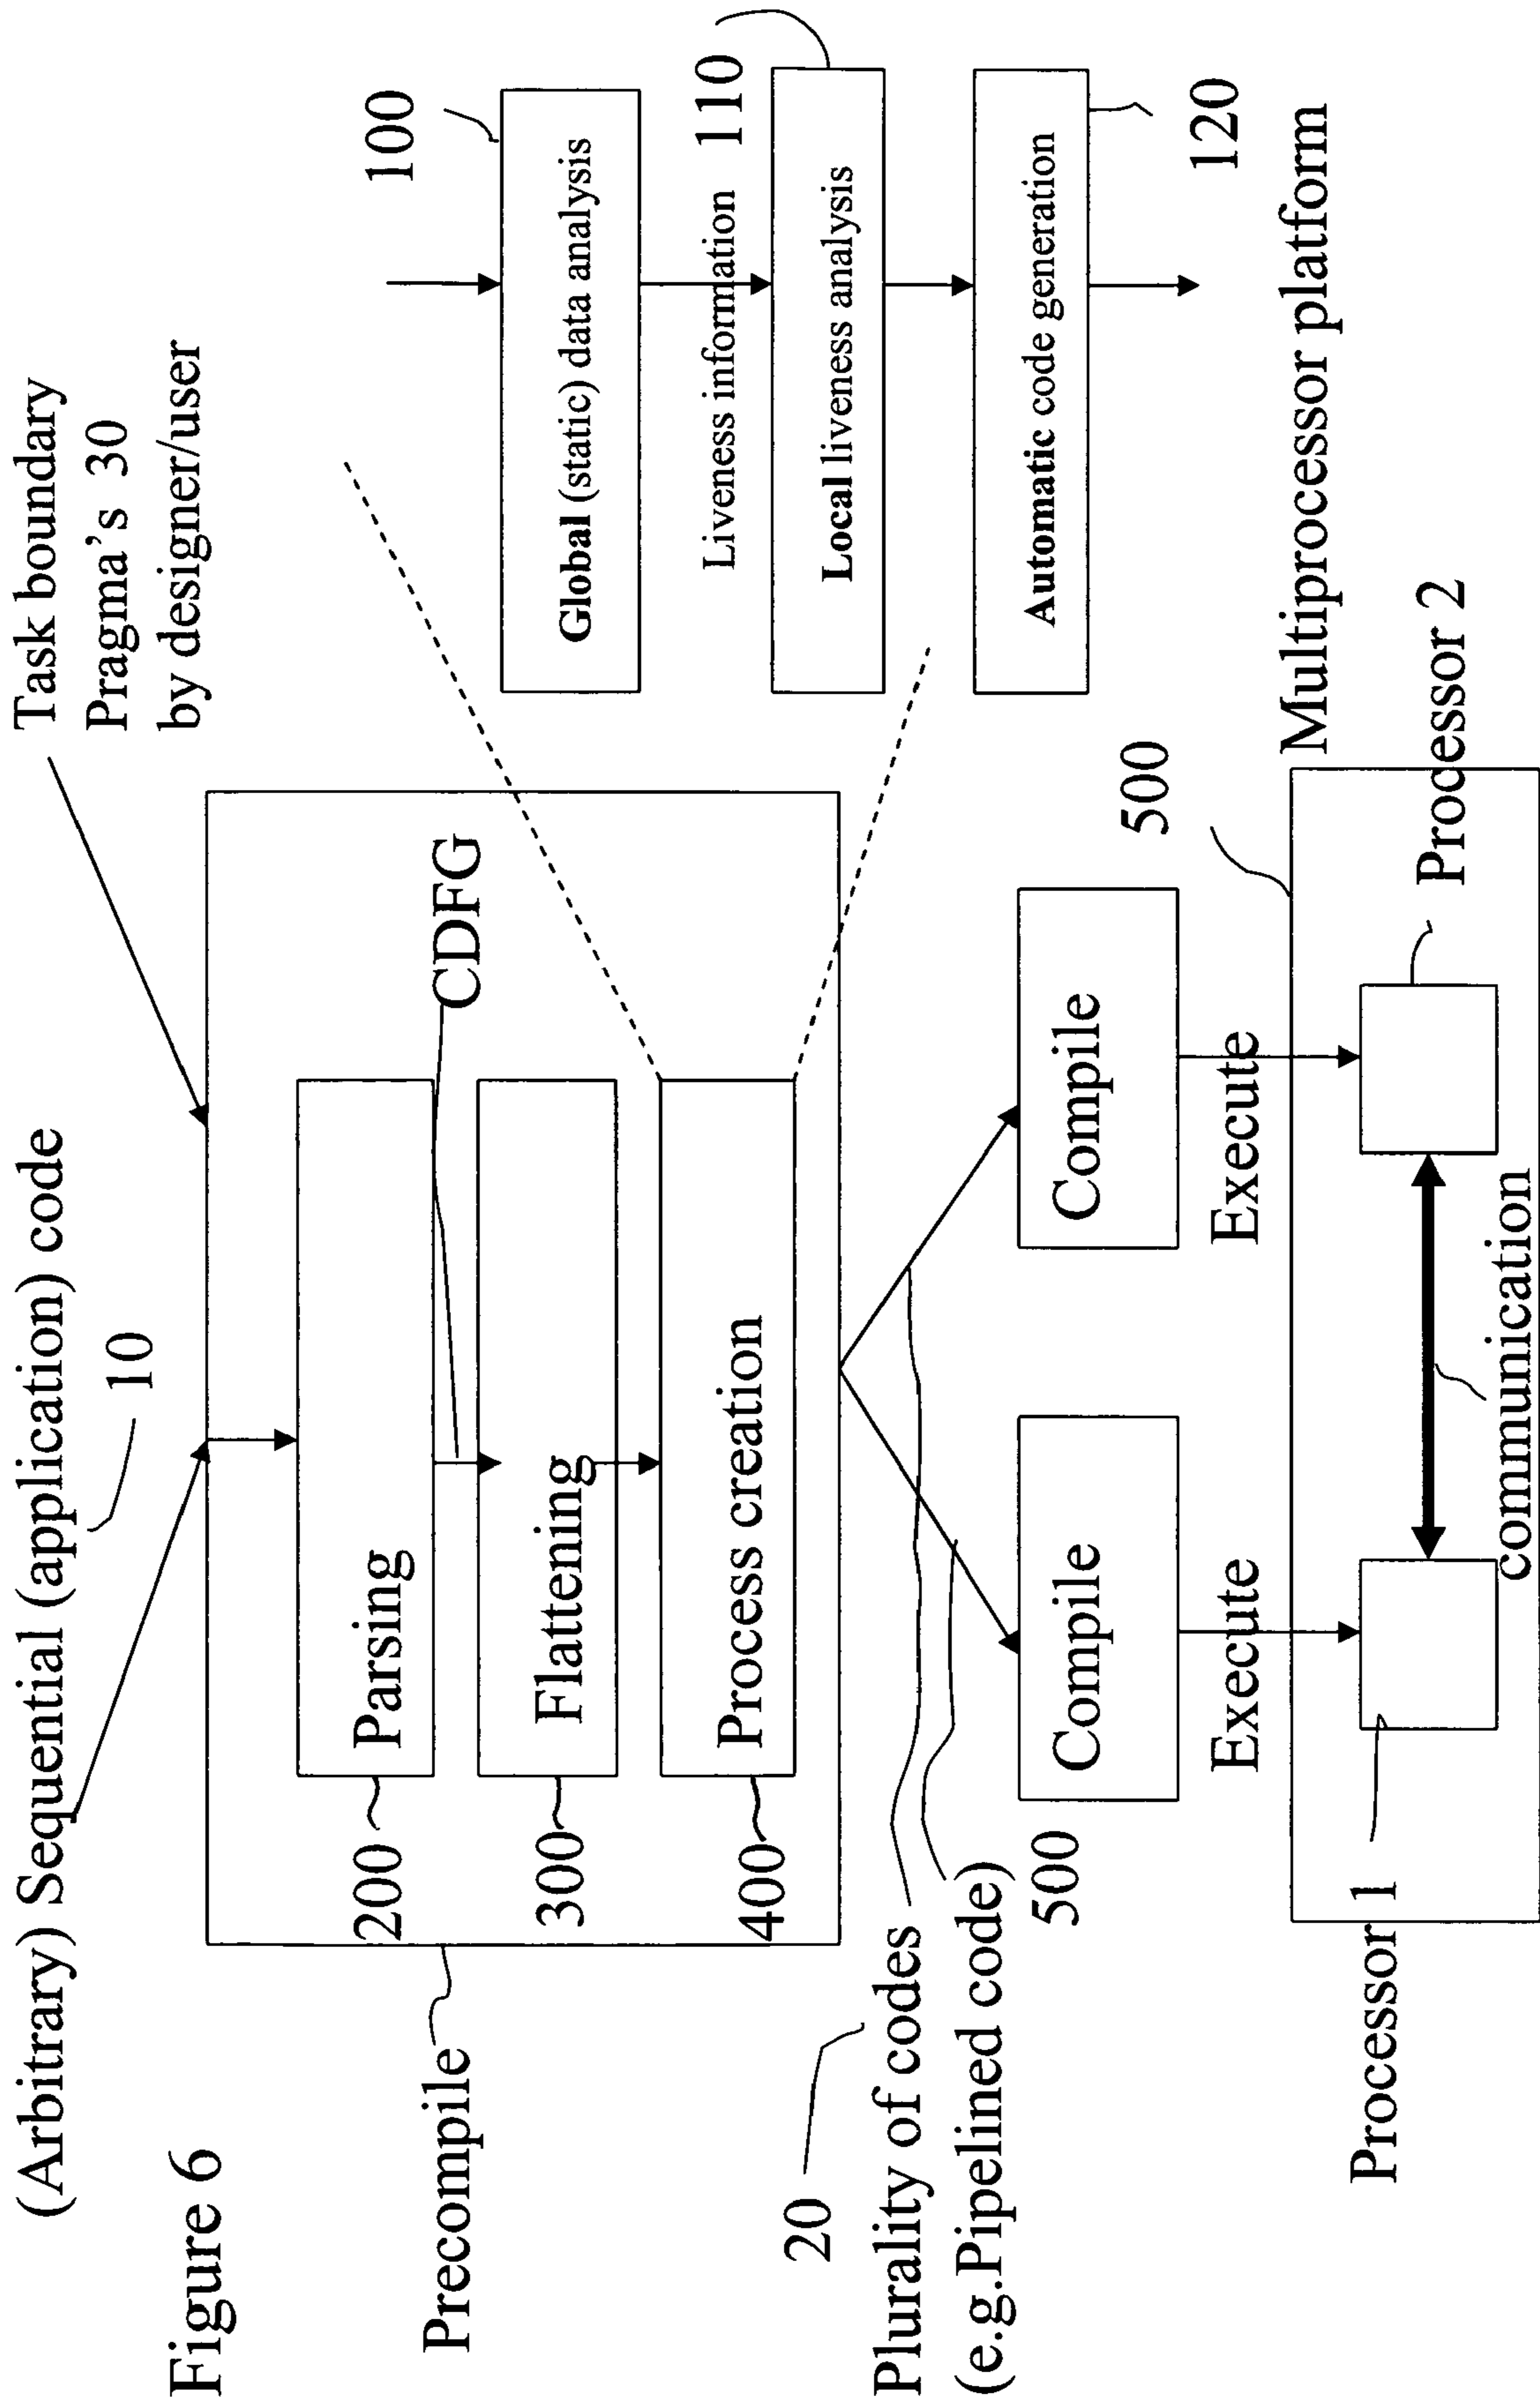 (Arbitrary) Sequential (application) code
10
Task boundary
Pragma's 30
by designer/user
Figure 6
Precompile
200
Parsing
CDFG
300
Flattening
400
Process creation
100
Global (static) data analysis
Liveness information
110
Local liveness analysis
Automatic code generation
120
20
Plurality of codes
(e.g.Pipelined code)
500
Compile
Compile
500
Execute
Execute
Multiprocessor platform
Processor 1
Processor 2
communication